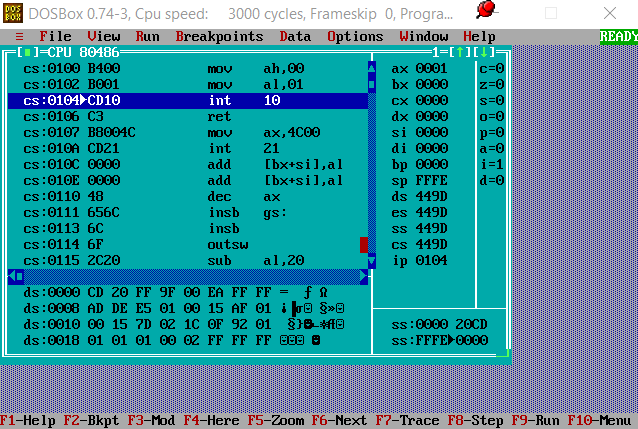 DOSBox 0.74-3, Cpu speed: 3000 cycles, Frameskip 0, Progra...
≡ File View Run Breakpoints Data Options Window Help READY
[■]=CPU 80486 1=[↑][↓]
cs:0100 B400 mov ah,00 ax 0001 c=0
cs:0102 B001 mov al,01 bx 0000 z=0
cs:0104►CD10 int 10 cx 0000 s=0
cs:0106 C3 ret dx 0000 o=0
cs:0107 B8004C mov ax,4C00 si 0000 p=0
cs:010A CD21 int 21 di 0000 a=0
cs:010C 0000 add [bx+si],al bp 0000 i=1
cs:010E 0000 add [bx+si],al sp FFFE d=0
cs:0110 48 dec ax ds 449D
cs:0111 656C insb gs: es 449D
cs:0113 6C insb ss 449D
cs:0114 6F outsw cs 449D
cs:0115 2C20 sub al,20 ip 0104
ds:0000 CD 20 FF 9F 00 EA FF FF = ƒ Ω
ds:0008 AD DE E5 01 00 15 AF 01 ¡▐σ☺ §»☺
ds:0010 00 15 7D 02 1C 0F 92 01 ss:0000 20CD
ds:0018 01 01 01 00 02 FF FF FF ☺☺☺ ☻ ss:FFFE►0000
F1-Help F2-Bkpt F3-Mod F4-Here F5-Zoom F6-Next F7-Trace F8-Step F9-Run F10-Menu